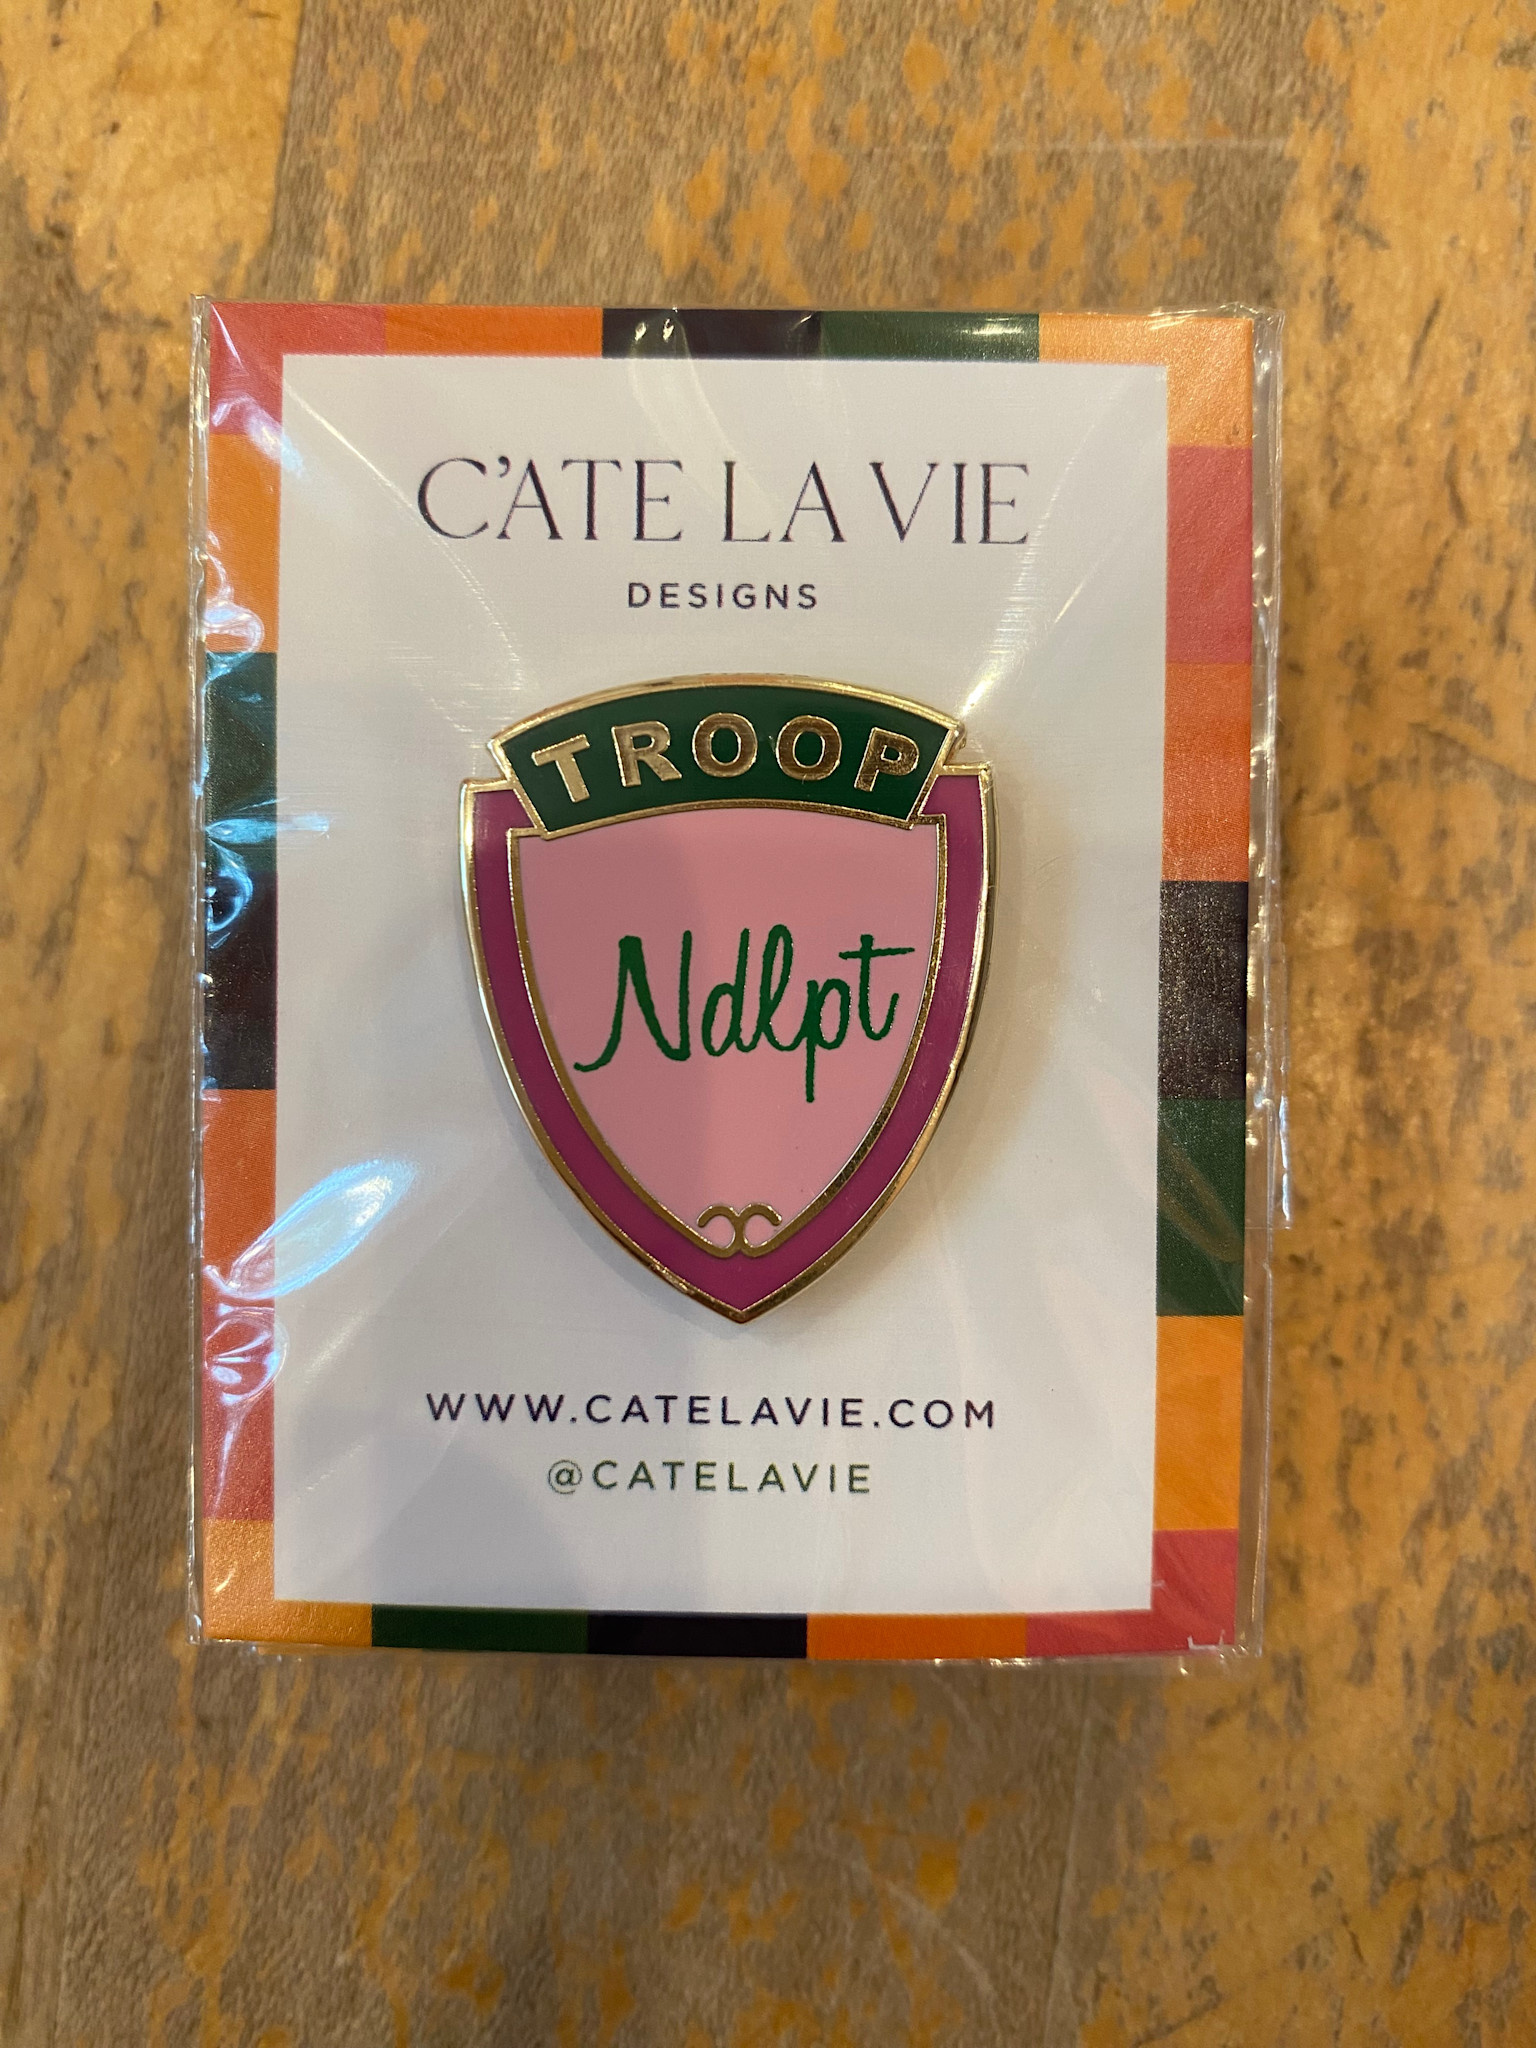 C'ATE LA VIE
DESIGNS
TROOP
Ndlpt
WWW.CATELAVIE.COM
@CATELAVIE